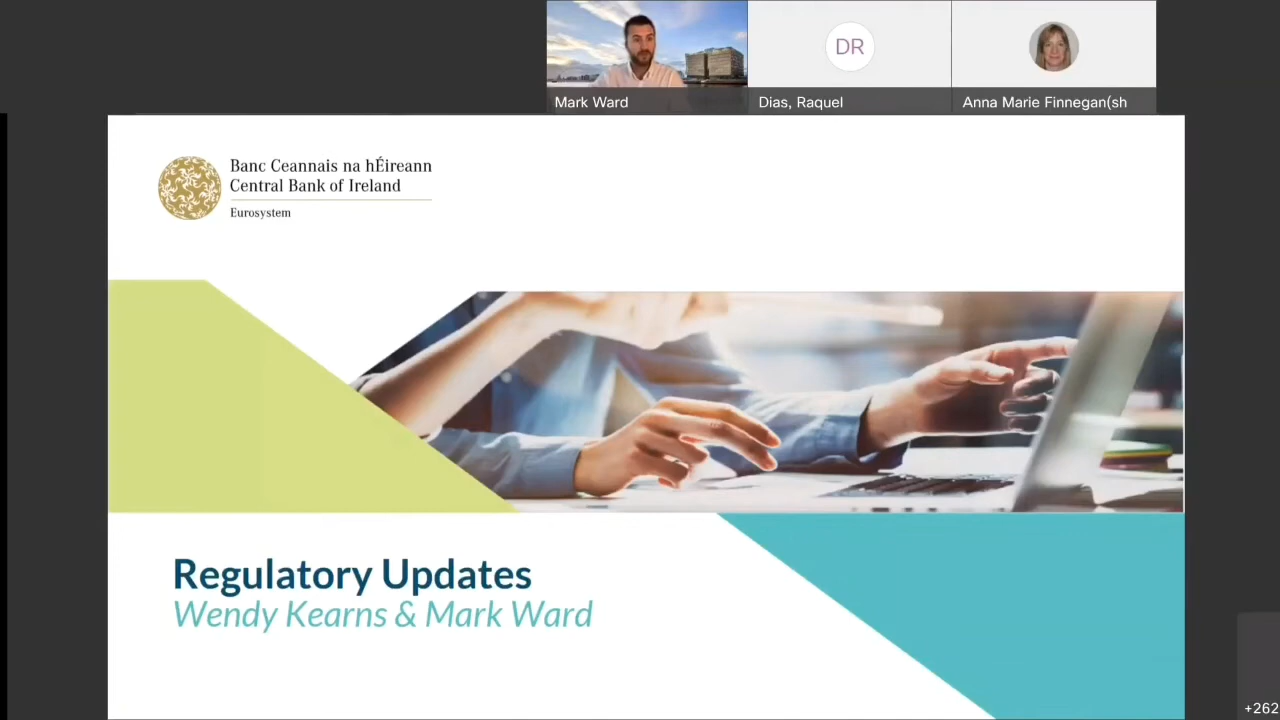 Mark Ward
DR
Dias, Raquel
Anna Marie Finnegan(sh
Banc Ceannais na hÉireann
Central Bank of Ireland
Eurosystem
Regulatory Updates
Wendy Kearns & Mark Ward
+262